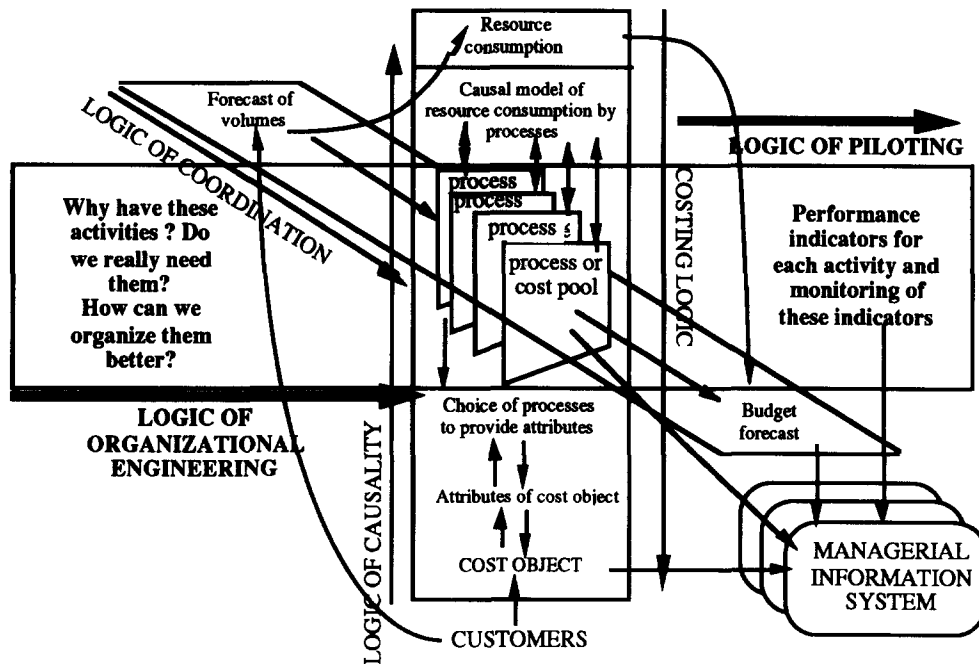 Resource
consumption
Forecast of
volumes
Causal model of
resource consumption by
processes
LOGIC OF COORDINATION
LOGIC OF PILOTING
Why have these
activities ? Do
we really need
them?
How can we
organize them
better?
process
process
process
process or
cost pool
COSTING LOGIC
Performance
indicators for
each activity and
monitoring of
these indicators
LOGIC OF
ORGANIZATIONAL
ENGINEERING
LOGIC OF CAUSALITY
Choice of processes
to provide attributes
Attributes of cost object
COST OBJECT
CUSTOMERS
Budget
forecast
MANAGERIAL
INFORMATION
SYSTEM